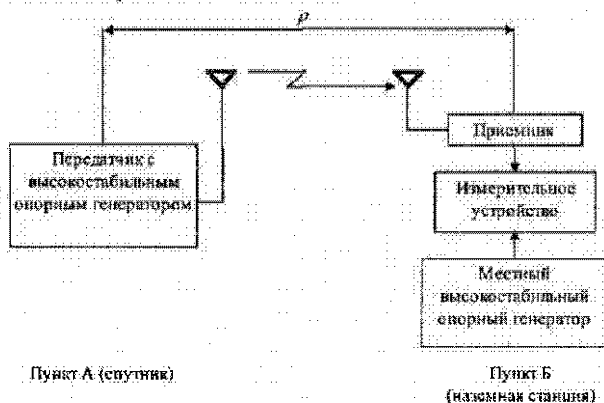 ρ
Приемник
Передатчик с
высокостабильным
опорным генератором
Измерительное
устройство
Местный
высокостабильный
опорный генератор
Пункт А (спутник)
Пункт Б
(наземная станция)